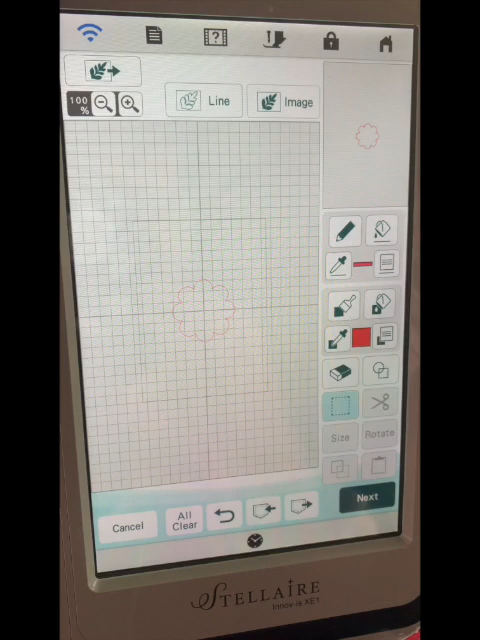 100
%
Line
Image
Size
Rotate
Cancel
All
Clear
Next
STELLAIRE
Innov-is XE1